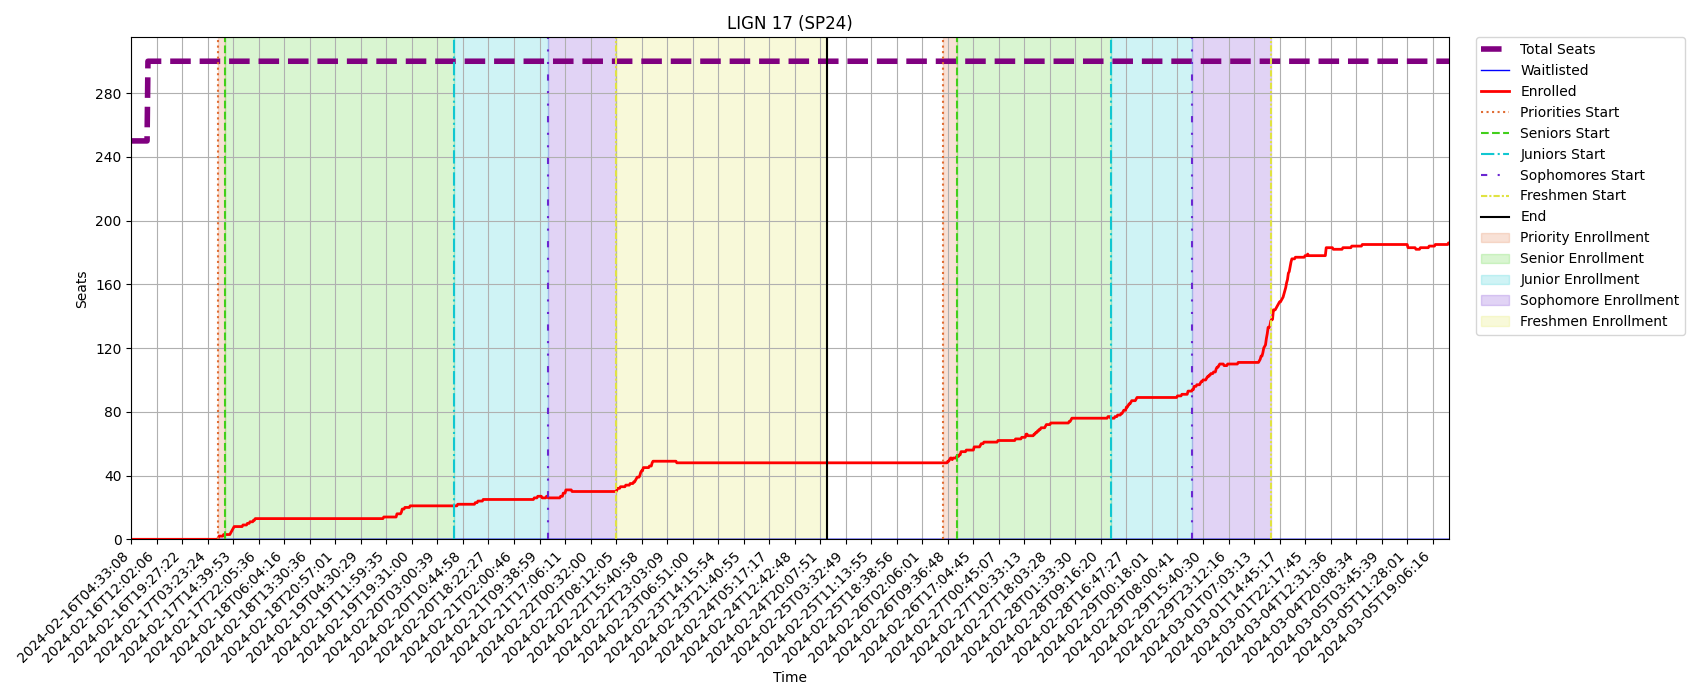 LIGN 17 (SP24)
Total Seats
Waitlisted
Enrolled
Priorities Start
Seniors Start
Juniors Start
Sophomores Start
Freshmen Start
End
Priority Enrollment
Senior Enrollment
Junior Enrollment
Sophomore Enrollment
Freshmen Enrollment
Seats
280
240
200
160
120
80
40
0
2024-02-16T04:33:08
2024-02-16T12:02:06
2024-02-16T19:27:22
2024-02-17T03:23:24
2024-02-17T14:39:53
2024-02-17T22:05:36
2024-02-18T06:04:16
2024-02-18T13:30:36
2024-02-18T20:57:01
2024-02-19T04:30:29
2024-02-19T11:59:35
2024-02-19T19:31:00
2024-02-20T03:00:39
2024-02-20T10:44:58
2024-02-20T18:22:27
2024-02-21T02:00:46
2024-02-21T09:38:59
2024-02-21T17:06:11
2024-02-22T00:32:00
2024-02-22T08:12:05
2024-02-22T15:40:58
2024-02-22T23:03:09
2024-02-23T06:51:00
2024-02-23T14:15:54
2024-02-23T21:40:55
2024-02-24T05:17:17
2024-02-24T12:42:48
2024-02-24T20:07:51
2024-02-25T03:32:49
2024-02-25T11:13:55
2024-02-25T18:38:56
2024-02-26T02:06:01
2024-02-26T09:36:48
2024-02-26T17:04:45
2024-02-27T00:45:07
2024-02-27T10:33:13
2024-02-27T18:03:28
2024-02-28T01:33:30
2024-02-28T09:16:20
2024-02-28T16:47:27
2024-02-29T00:18:01
2024-02-29T08:00:41
2024-02-29T15:40:30
2024-02-29T23:12:16
2024-03-01T07:03:13
2024-03-01T14:45:17
2024-03-01T22:17:45
2024-03-04T12:31:36
2024-03-04T20:08:34
2024-03-05T03:45:39
2024-03-05T11:28:01
2024-03-05T19:06:16
Time